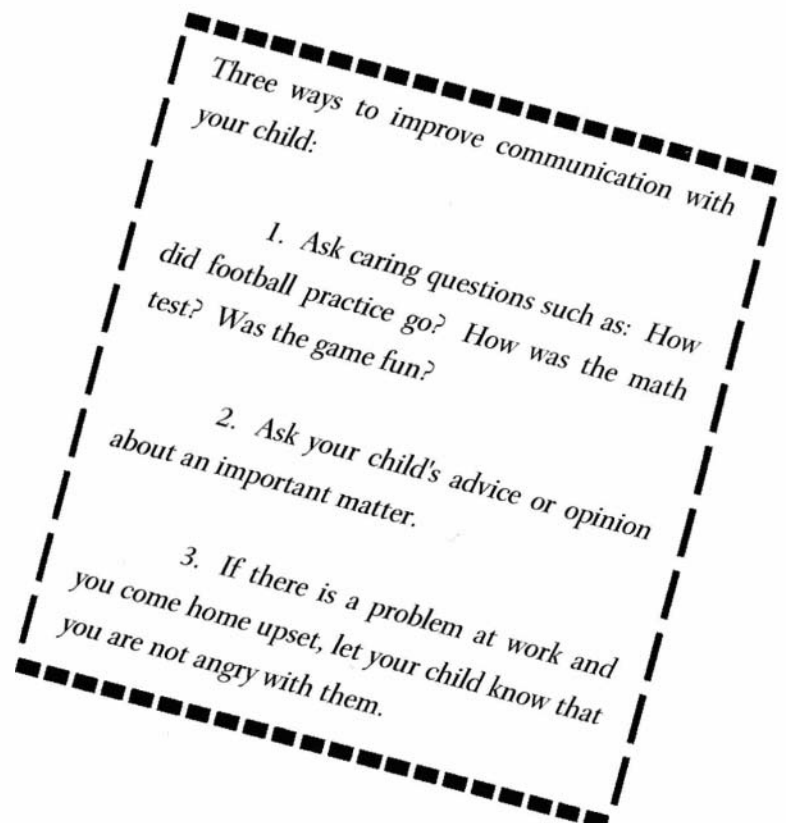 Three ways to improve communication with
your child:
1. Ask caring questions such as: How
did football practice go? How was the math
test? Was the game fun?
2. Ask your child's advice or opinion
about an important matter.
3. If there is a problem at work and
you come home upset, let your child know that
you are not angry with them.